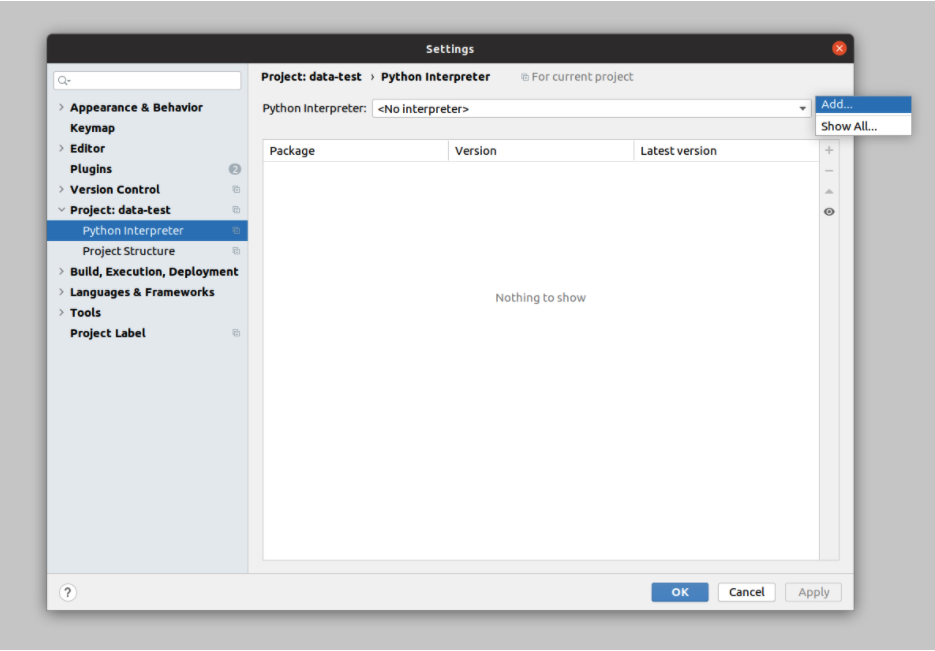 Settings
Project: data-test › Python Interpreter For current project
Appearance & Behavior
Keymap
Editor
Plugins 2
Version Control
Project: data-test
Python Interpreter
Project Structure
Build, Execution, Deployment
Languages & Frameworks
Tools
Project Label
Python Interpreter: <No interpreter>
Add...
Show All...
Package Version Latest version
Nothing to show
? OK Cancel Apply